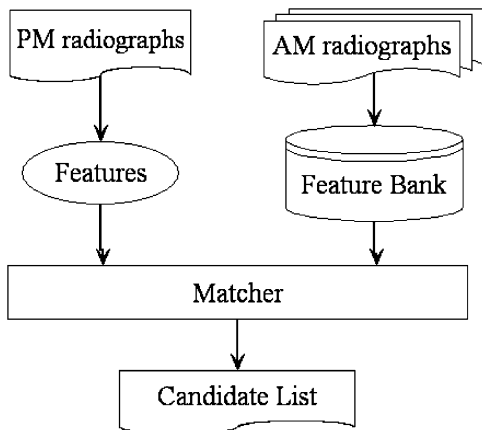 PM radiographs
AM radiographs
Features
Feature Bank
Matcher
Candidate List